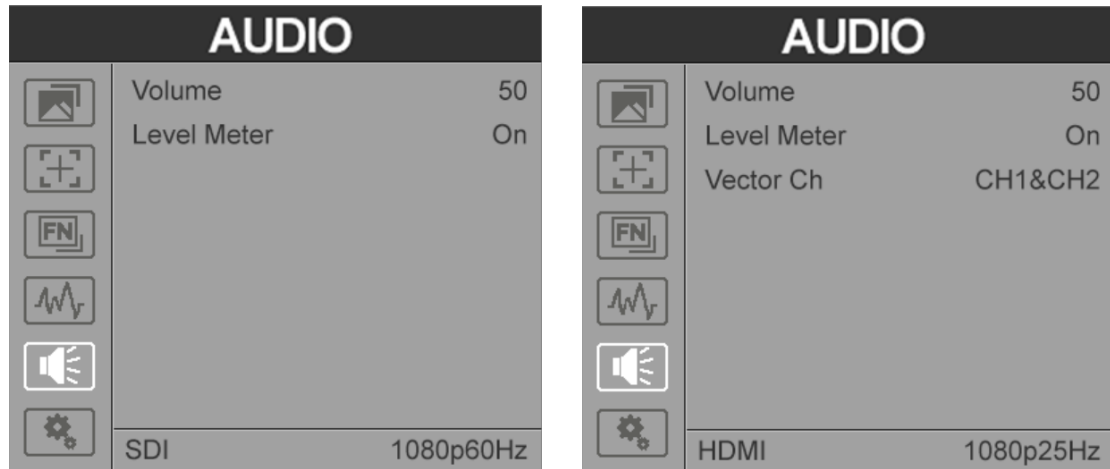 AUDIO
Volume 50
Level Meter On
FN
SDI 1080p60Hz
AUDIO
Volume 50
Level Meter On
Vector Ch CH1&CH2
FN
HDMI 1080p25Hz